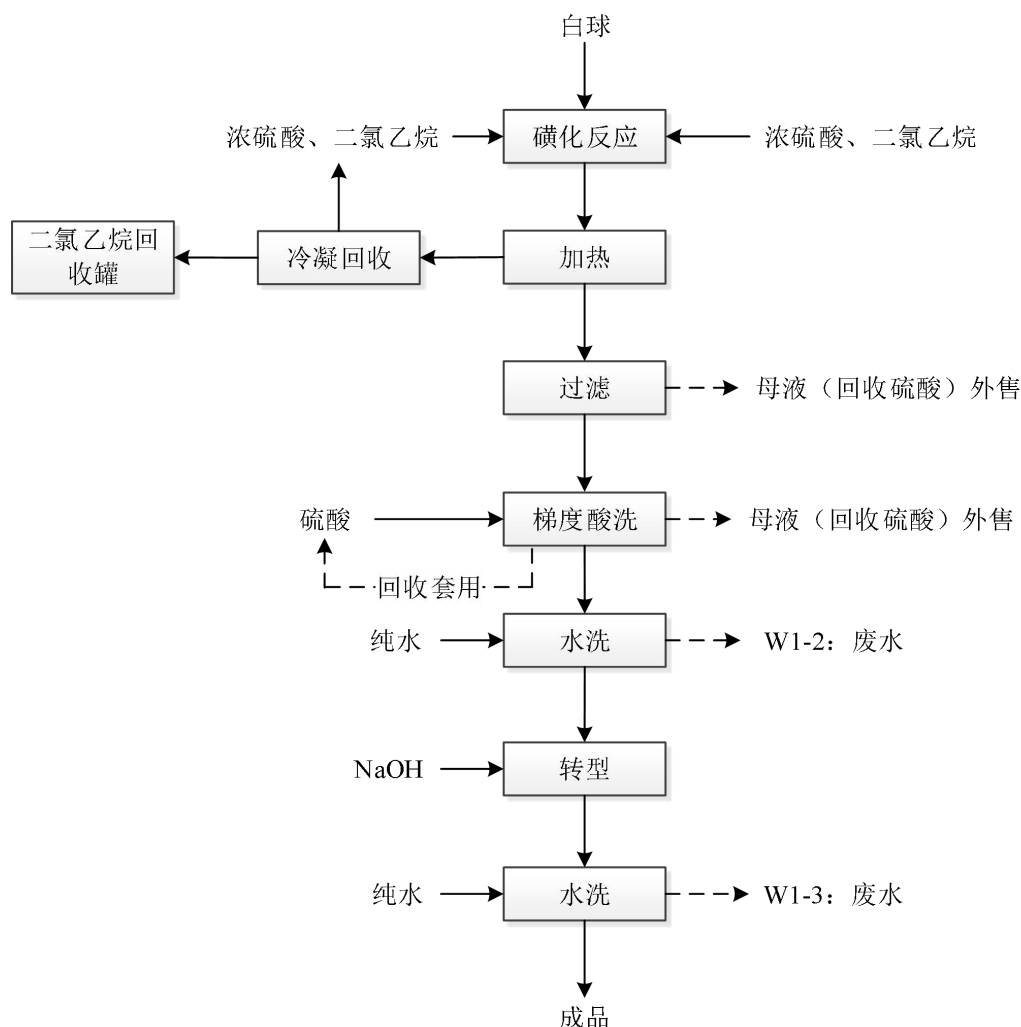 白球
浓硫酸、二氯乙烷
磺化反应
浓硫酸、二氯乙烷
二氯乙烷回
收罐
冷凝回收
加热
过滤
母液（回收硫酸）外售
硫酸
梯度酸洗
母液（回收硫酸）外售
回收套用
纯水
水洗
W1-2：废水
NaOH
转型
纯水
水洗
W1-3：废水
成品